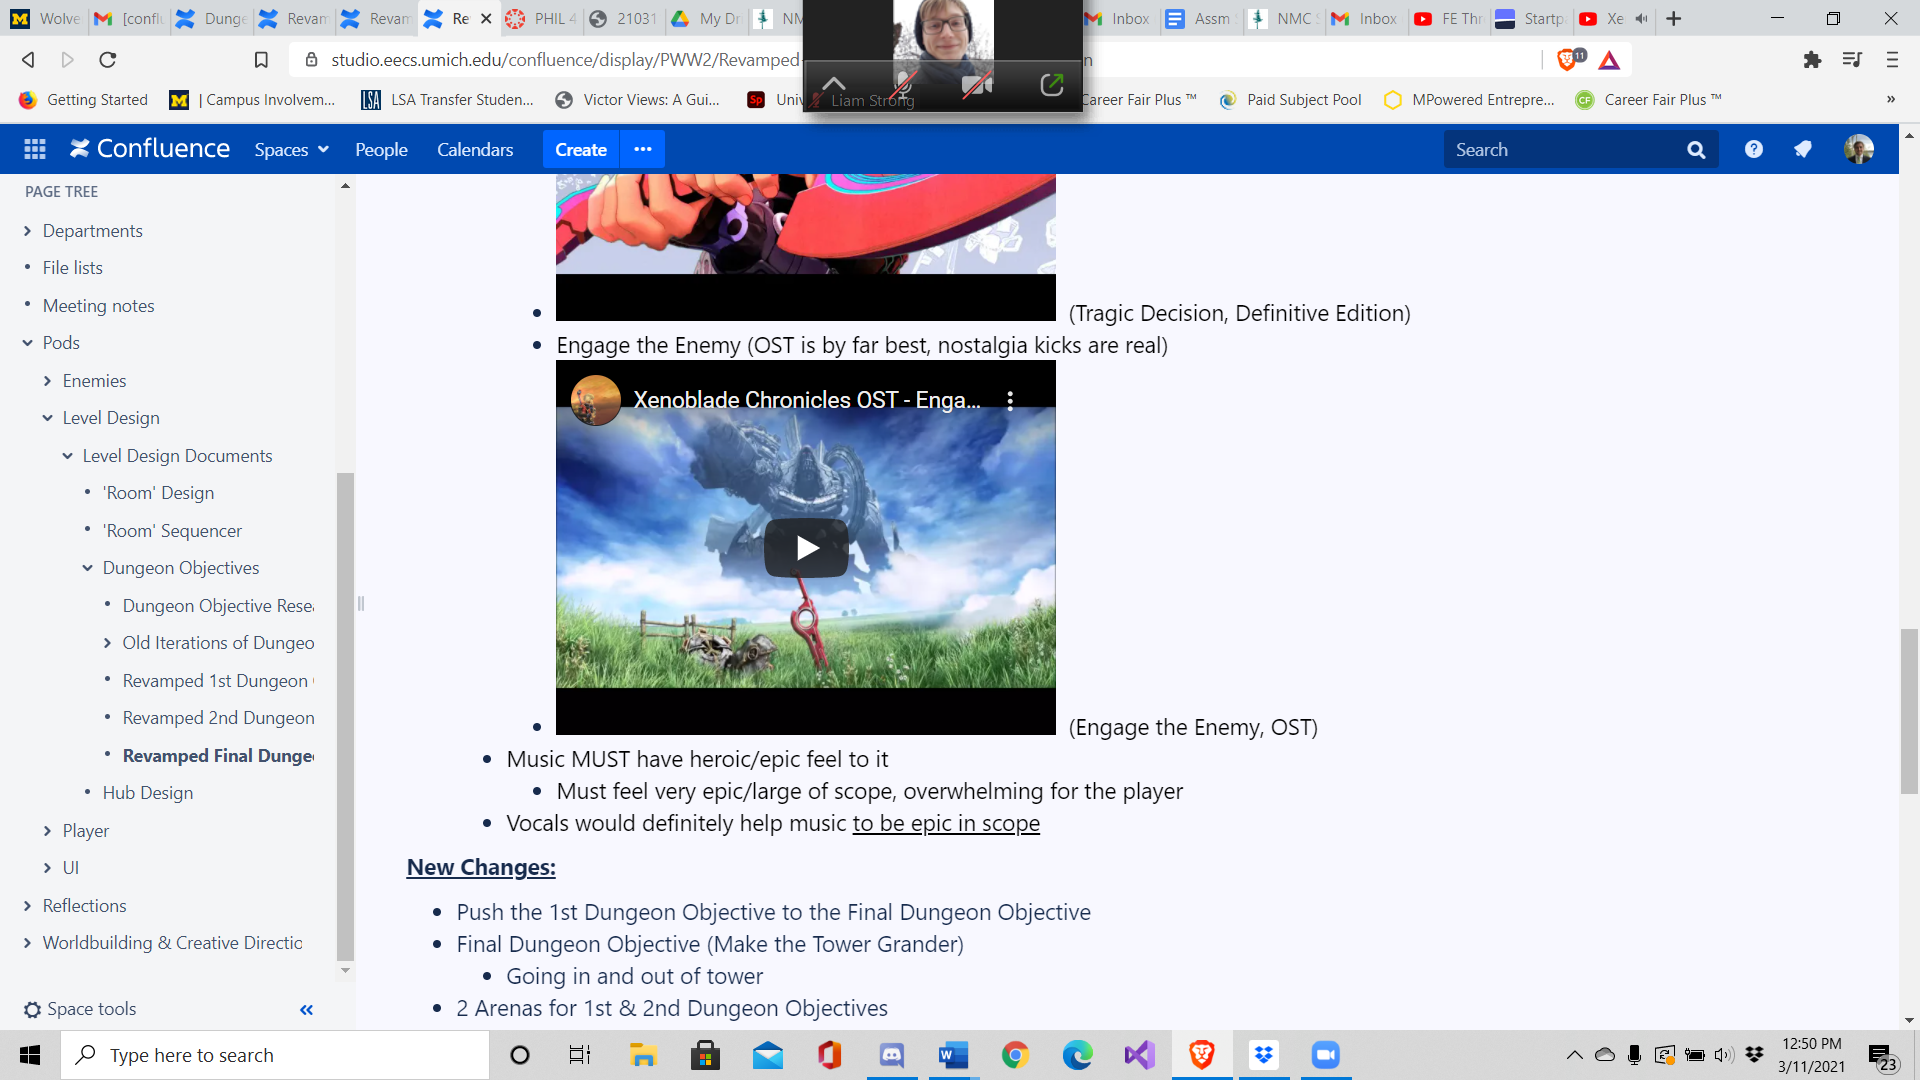 Wolve
[conflu
Dunge
Revam
Revam
Re
PHIL 4
21031
My Dr
NM
Inbox
Assm
NMC S
Inbox
FE Thr
Startp
Xe
studio.eecs.umich.edu/confluence/display/PWW2/Revamped-
n
11
Getting Started
| Campus Involvem...
LSA Transfer Studen...
Victor Views: A Gui...
Univ
Career Fair Plus ™
Paid Subject Pool
MPowered Entrepre...
Career Fair Plus ™
»
Liam Strong
Confluence
Spaces
People
Calendars
Create
Search
PAGE TREE
Departments
File lists
Meeting notes
Pods
Enemies
Level Design
Level Design Documents
'Room' Design
'Room' Sequencer
Dungeon Objectives
Dungeon Objective Resea
Old Iterations of Dungeo
Revamped 1st Dungeon
Revamped 2nd Dungeon
Revamped Final Dunge
Hub Design
Player
UI
Reflections
Worldbuilding & Creative Directio
Space tools
(Tragic Decision, Definitive Edition)
Engage the Enemy (OST is by far best, nostalgia kicks are real)
Xenoblade Chronicles OST - Enga...
(Engage the Enemy, OST)
Music MUST have heroic/epic feel to it
Must feel very epic/large of scope, overwhelming for the player
Vocals would definitely help music to be epic in scope
New Changes:
Push the 1st Dungeon Objective to the Final Dungeon Objective
Final Dungeon Objective (Make the Tower Grander)
Going in and out of tower
2 Arenas for 1st & 2nd Dungeon Objectives
Type here to search
12:50 PM
3/11/2021
23